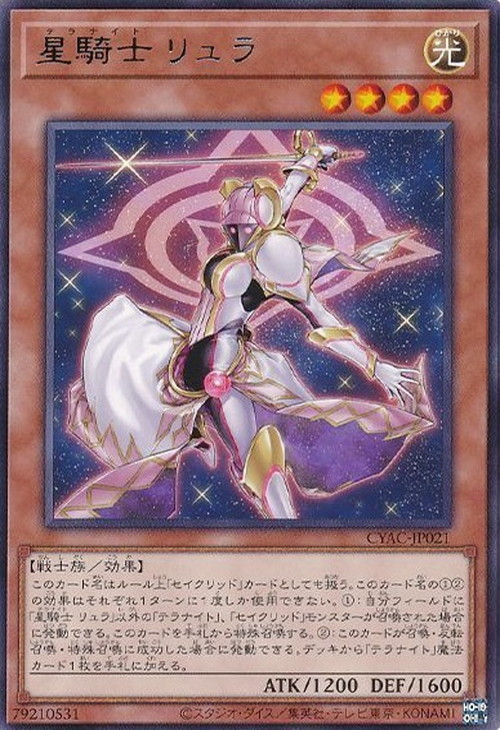 テラナイト
星騎士 リュラ
ひかり
光
CYAC-JP021
【戦士族／効果】
このカード名はルール上「セイクリッド」カードとしても扱う。このカード名の①②
の効果はそれぞれ1ターンに1度しか使用できない。①：自分フィールドに
「星騎士 リュラ」以外の「テラナイト」、「セイクリッド」モンスターが召喚された場合
に発動できる。このカードを手札から特殊召喚する。②：このカードが召喚・反転
召喚・特殊召喚に成功した場合に発動できる。デッキから「テラナイト」魔法
カード1枚を手札に加える。
ATK/1200 DEF/1600
79210531 ©スタジオ・ダイス／集英社・テレビ東京・KONAMI